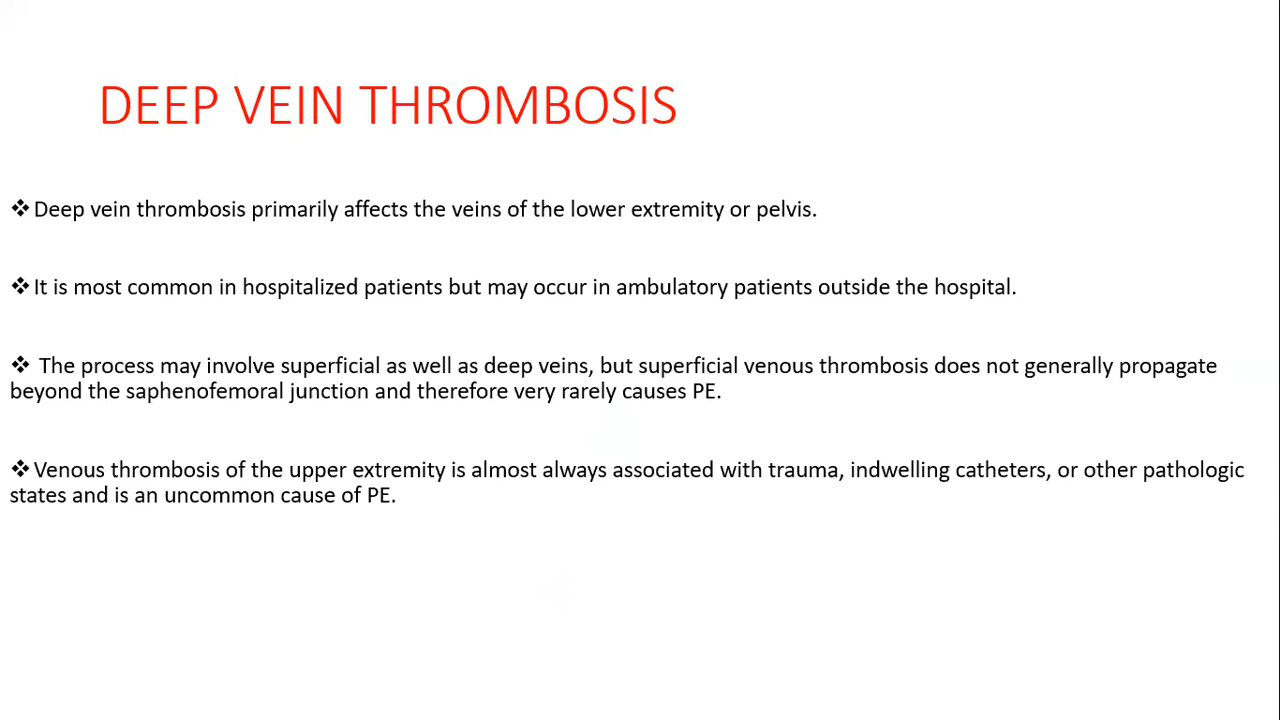 DEEP VEIN THROMBOSIS
❖Deep vein thrombosis primarily affects the veins of the lower extremity or pelvis.
❖It is most common in hospitalized patients but may occur in ambulatory patients outside the hospital.
❖ The process may involve superficial as well as deep veins, but superficial venous thrombosis does not generally propagate
beyond the saphenofemoral junction and therefore very rarely causes PE.
❖Venous thrombosis of the upper extremity is almost always associated with trauma, indwelling catheters, or other pathologic
states and is an uncommon cause of PE.